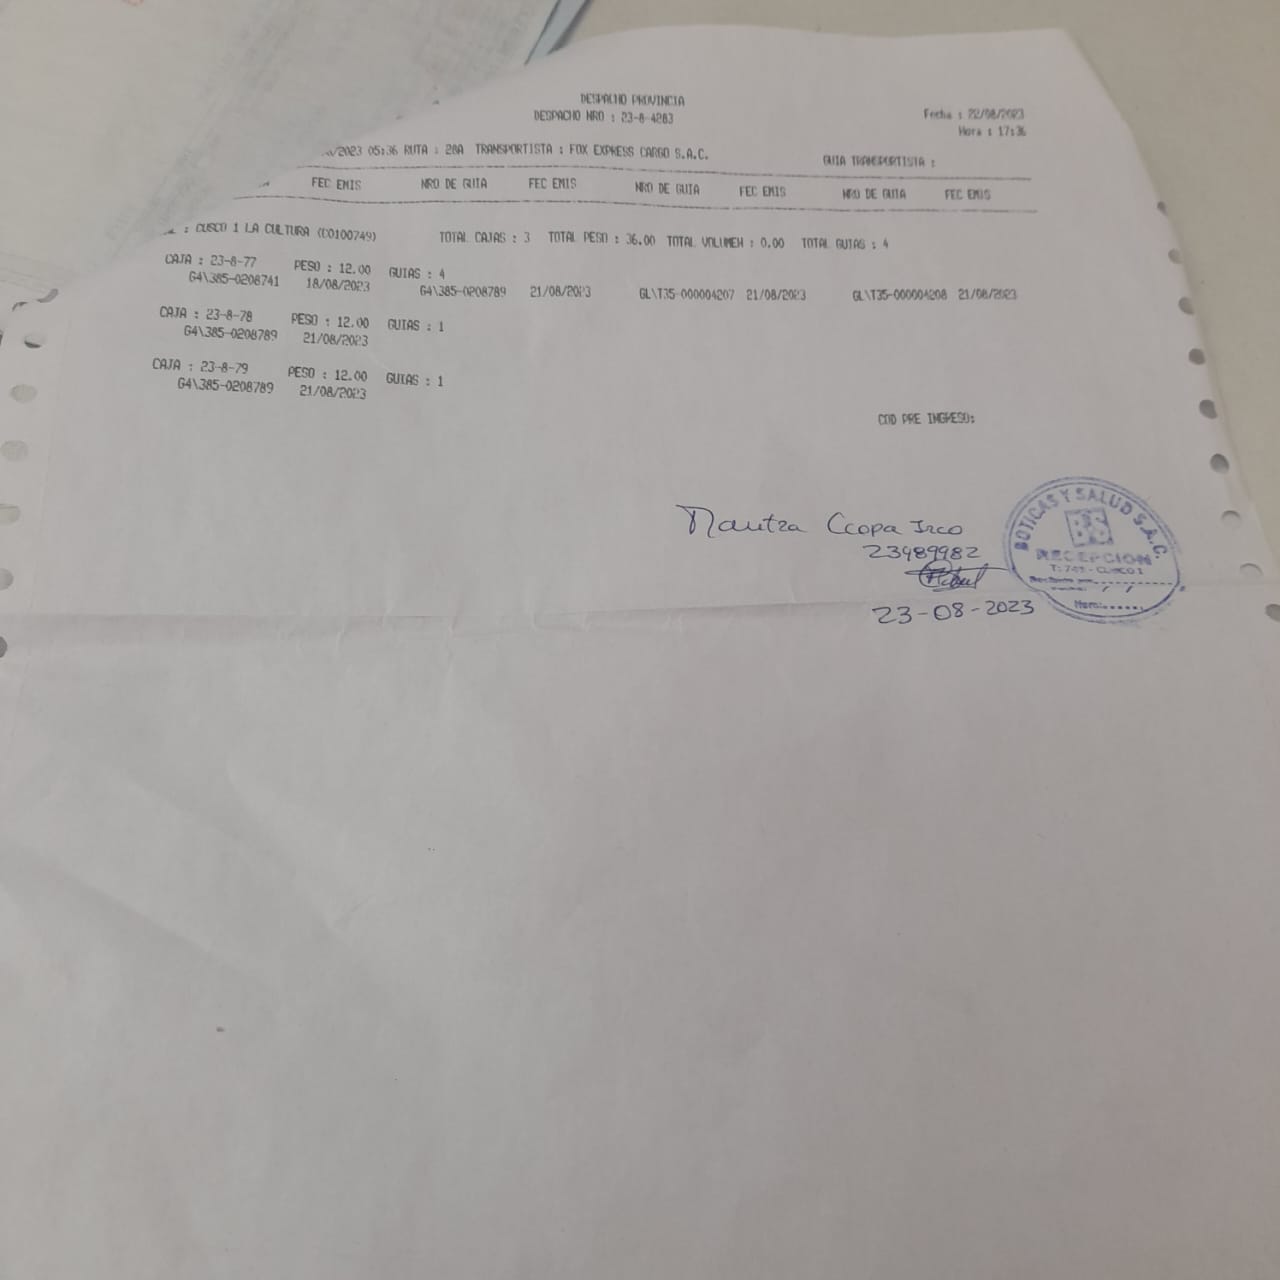 DESPACHO PROVINCIA
DESPACHO NRO : 23-8-4283
Fecha : 22/08/2023
Hora : 17:36
/2023 05:36 RUTA : 28A TRANSPORTISTA : FOX EXPRESS CARGO S.A.C.
GUIA TRANSPORTISTA :
FEC EMIS NRO DE GUIA FEC EMIS NRO DE GUIA FEC EMIS NRO DE GUIA FEC EMIS
: CUSCO 1 LA CULTURA (C0100749) TOTAL CAJAS : 3 TOTAL PESO : 36.00 TOTAL VOLUMEN : 0.00 TOTAL GUIAS : 4
CAJA : 23-8-77 PESO : 12.00 GUIAS : 4
G4\385-0208741 18/08/2023 G4\385-0208789 21/08/2023 GL\T35-000004207 21/08/2023 GL\T35-000004208 21/08/2023
CAJA : 23-8-78 PESO : 12.00 GUIAS : 1
G4\385-0208789 21/08/2023
CAJA : 23-8-79 PESO : 12.00 GUIAS : 1
G4\385-0208789 21/08/2023
COD PRE INGRESO:
Ccopa
23989982
23-08-2023
BOTICAS Y SALUD S.A.C.
BS
RECEPCION
T: 749 - CUSCO 1
Hora: